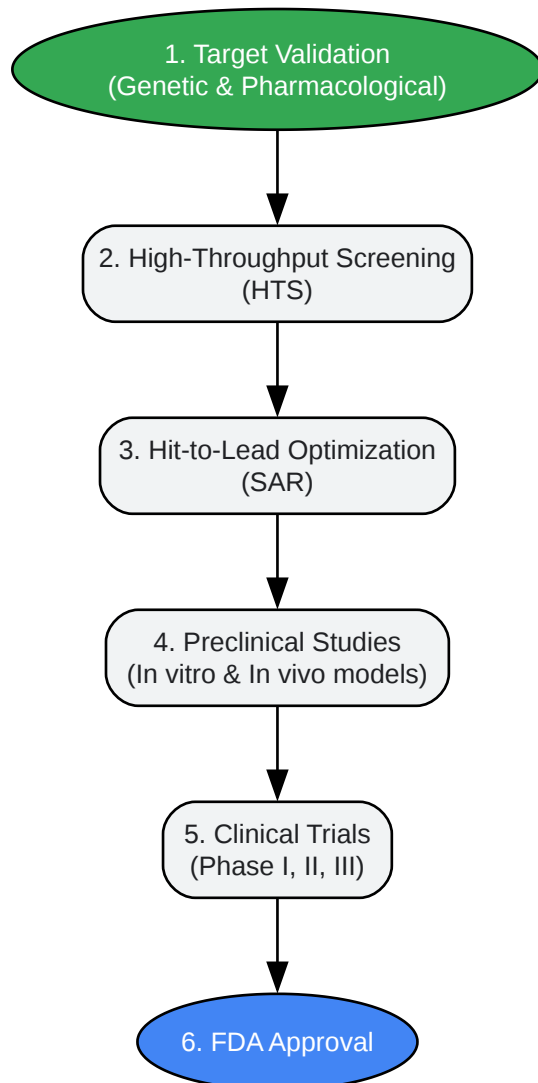 1. Target Validation
(Genetic & Pharmacological)
2. High-Throughput Screening
(HTS)
3. Hit-to-Lead Optimization
(SAR)
4. Preclinical Studies
(In vitro & In vivo models)
5. Clinical Trials
(Phase I, II, III)
6. FDA Approval